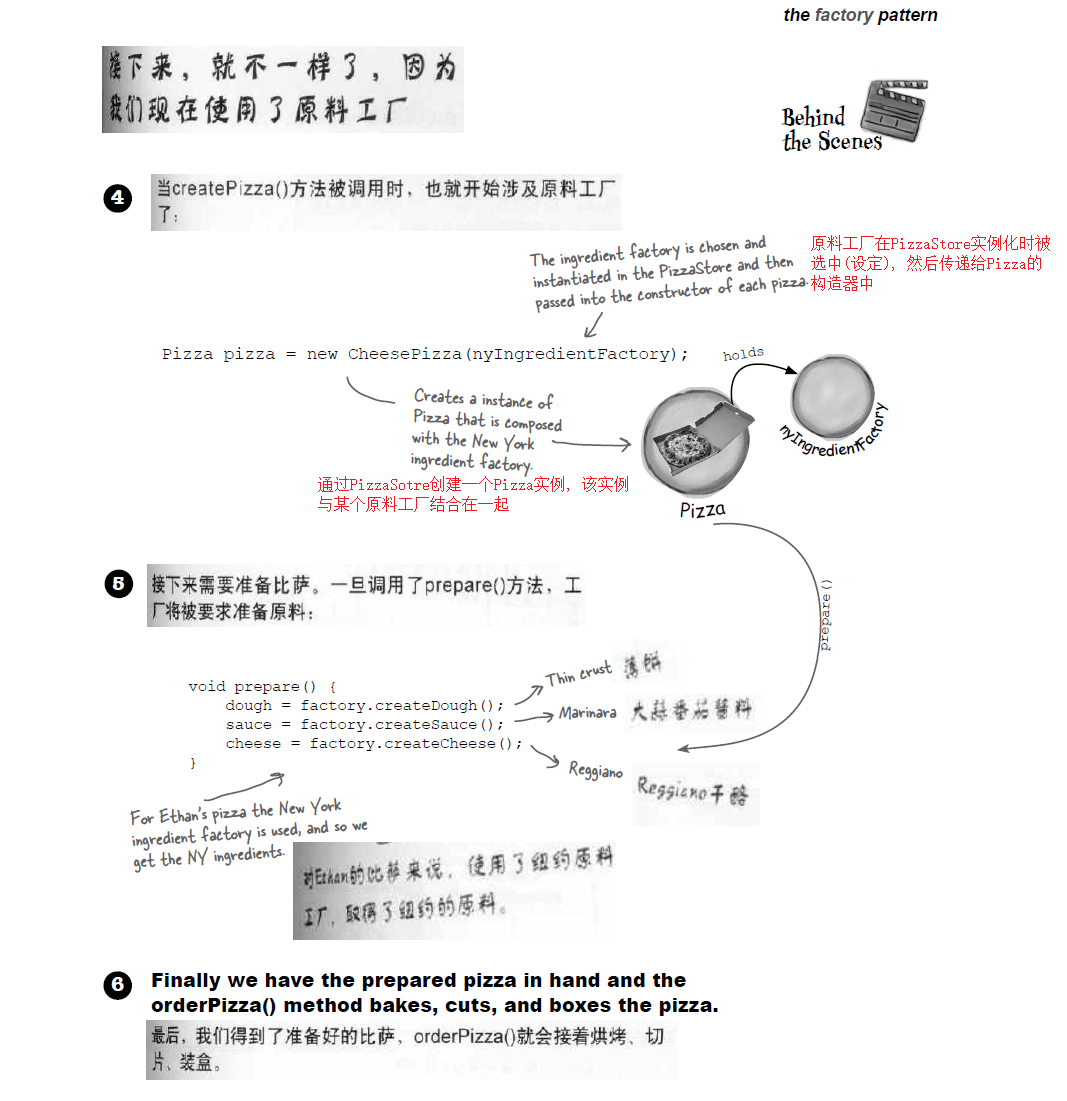 the factory pattern
接下来，就不一样了，因为
我们现在使用了原料工厂
Behind
the Scenes
4
当createPizza()方法被调用时，也就开始涉及原料工厂
了：
The ingredient factory is chosen and
instantiated in the PizzaStore and then
passed into the constructor of each pizza.
原料工厂在PizzaStore实例化时被
选中(设定)，然后传递给Pizza的
构造器中
Pizza pizza = new CheesePizza(nyIngredientFactory);
holds
nyIngredientFactory
Creates a instance of
Pizza that is composed
with the New York
ingredient factory.
通过PizzaSotre创建一个Pizza实例，该实例
与某个原料工厂结合在一起
Pizza
prepare()
5
接下来需要准备比萨。一旦调用了prepare()方法，工
厂将被要求准备原料：
void prepare() {
dough = factory.createDough();
sauce = factory.createSauce();
cheese = factory.createCheese();
}
Thin crust 薄饼
Marinara 大蒜番茄酱料
Reggiano Reggiano干酪
For Ethan's pizza the New York
ingredient factory is used, and so we
get the NY ingredients.
对Ethan的比萨来说，使用了纽约原料
工厂，取得了纽约的原料。
6
Finally we have the prepared pizza in hand and the
orderPizza() method bakes, cuts, and boxes the pizza.
最后，我们得到了准备好的比萨，orderPizza()就会接着烘烤、切
片、装盒。